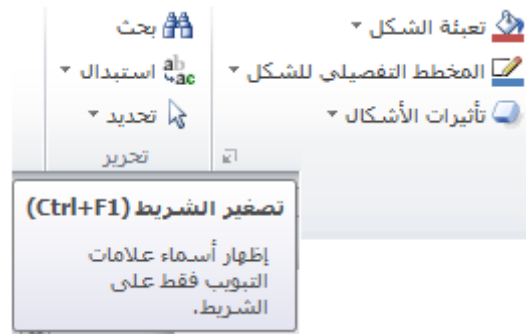 تعبئة الشكل
المخطط التفصيلي للشكل
تأثيرات الأشكال
بحث
استبدال
تحديد
تحرير
تصغير الشريط (Ctrl+F1)
إظهار أسماء علامات
التبويب فقط على
الشريط.